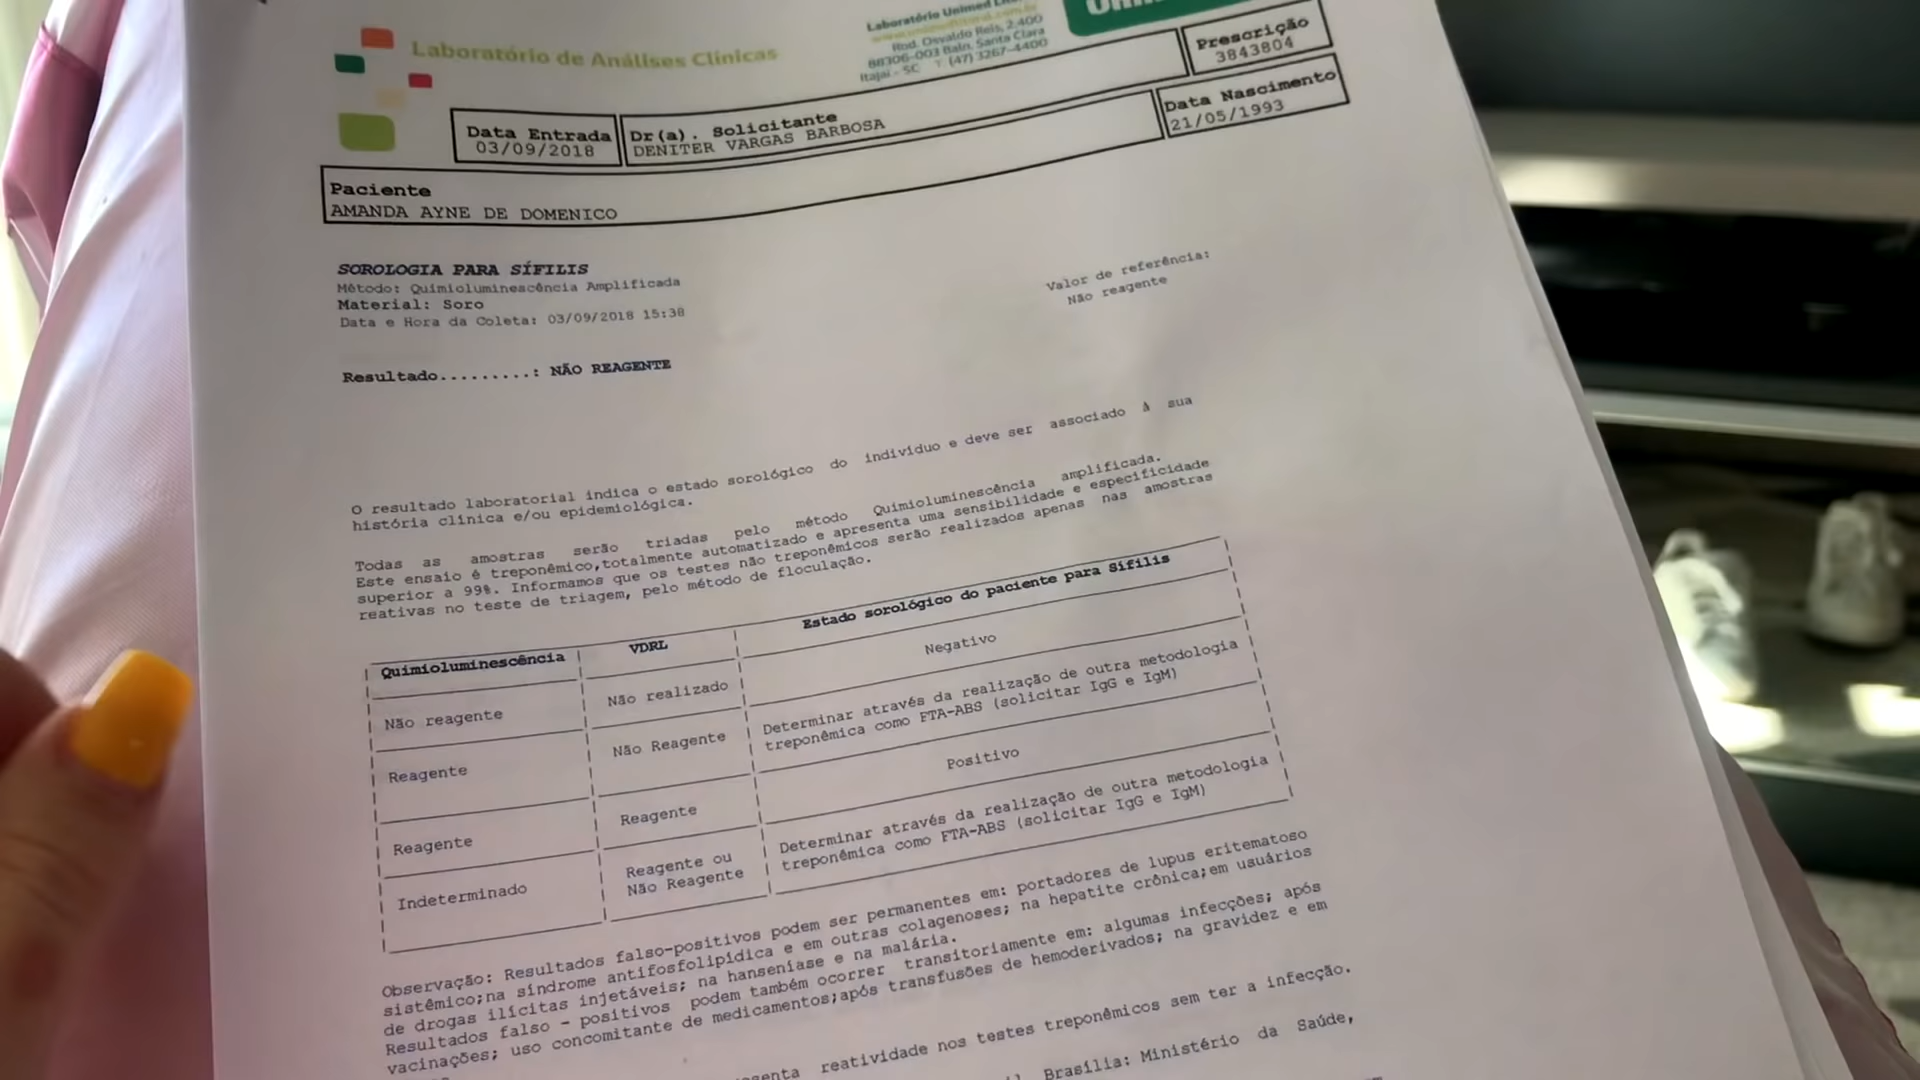 Laboratório de Análises Clínicas
Laboratório Unimed
Rod. Osvaldo Reis, 2.400
88306-003 Baln. Santa Clara
Itajaí - SC T. (47) 3267-4400
Prescrição
3843804
Data Entrada
03/09/2018
Dr(a). Solicitante
DENITER VARGAS BARBOSA
Data Nascimento
21/05/1993
Paciente
AMANDA AYNE DE DOMENICO
SOROLOGIA PARA SÍFILIS
Método: Quimioluminescência Amplificada
Material: Soro
Data e Hora da Coleta: 03/09/2018 15:38
Valor de referência:
Não reagente
Resultado.........: NÃO REAGENTE
O resultado laboratorial indica o estado sorológico do indivíduo e deve ser associado à sua
história clínica e/ou epidemiológica.
Todas as amostras serão triadas pelo método Quimioluminescência amplificada.
Este ensaio é treponêmico,totalmente automatizado e apresenta uma sensibilidade e especificidade
superior a 99%. Informamos que os testes não treponêmicos serão realizados apenas nas amostras
reativas no teste de triagem, pelo método de floculação.
Quimioluminescência VDRL Estado sorológico do paciente para Sífilis
Não reagente Não realizado Negativo
Reagente Não Reagente Determinar através da realização de outra metodologia
treponêmica como FTA-ABS (solicitar IgG e IgM)
Reagente Reagente Positivo
Indeterminado Reagente ou
Não Reagente Determinar através da realização de outra metodologia
treponêmica como FTA-ABS (solicitar IgG e IgM)
Observação: Resultados falso-positivos podem ser permanentes em: portadores de lupus eritematoso
sistêmico;na síndrome antifosfolipídica e em outras colagenoses; na hepatite crônica;em usuários
de drogas ilícitas injetáveis; na hanseníase e na malária.
Resultados falso - positivos podem também ocorrer transitoriamente em: algumas infecções; após
vacinações; uso concomitante de medicamentos;após transfusões de hemoderivados; na gravidez e em
reatividade nos testes treponêmicos sem ter a infecção.
Brasília: Ministério da Saúde,